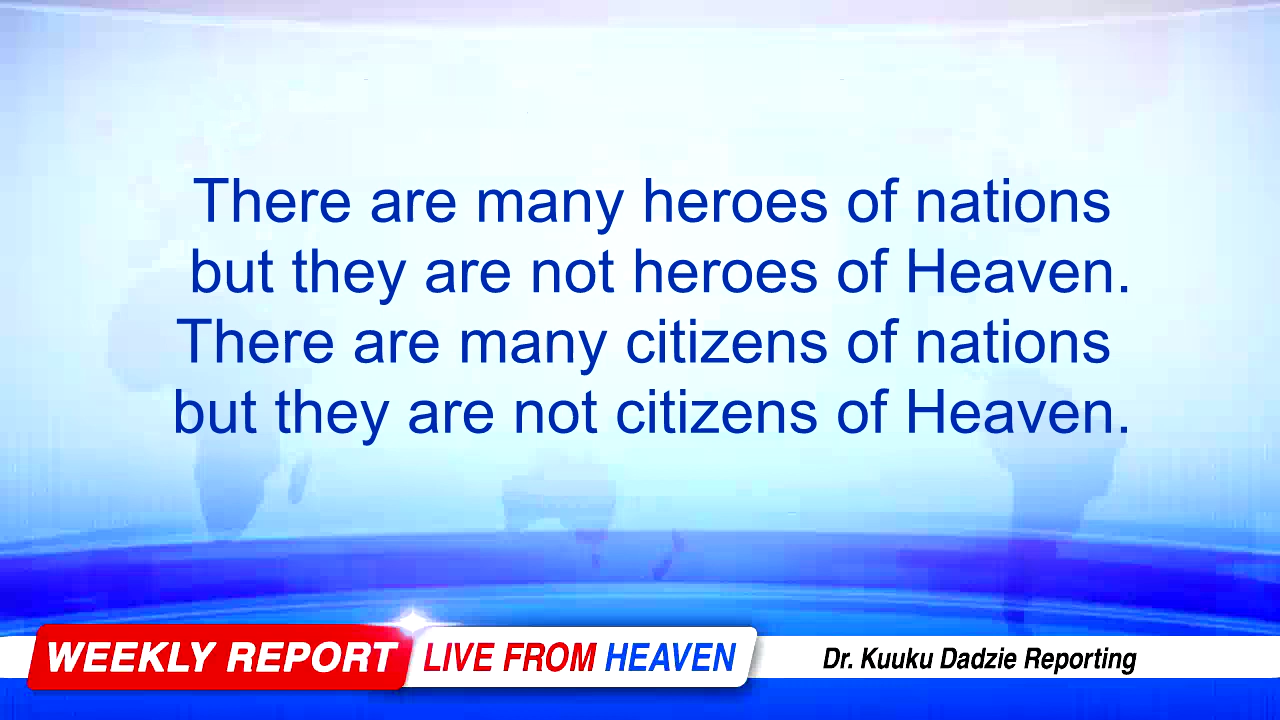 There are many heroes of nations
but they are not heroes of Heaven.
There are many citizens of nations
but they are not citizens of Heaven.
WEEKLY REPORT LIVE FROM HEAVEN Dr. Kuuku Dadzie Reporting